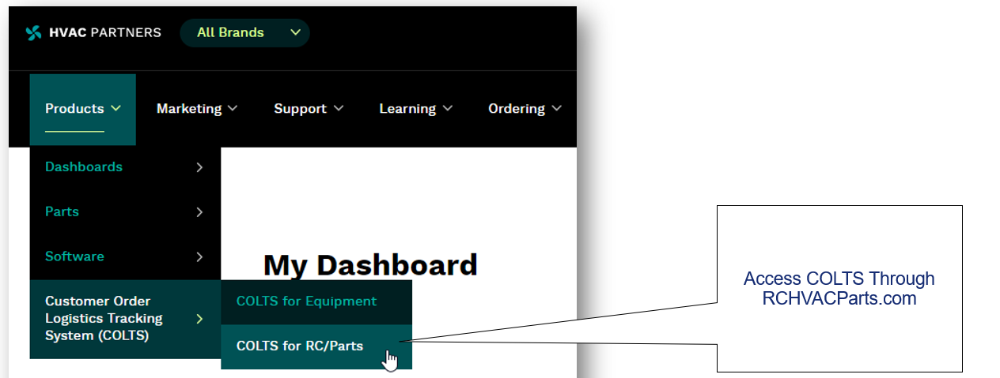 HVAC PARTNERS
All Brands
Products
Marketing
Support
Learning
Ordering
Dashboards
Parts
Software
My Dashboard
Customer Order
Logistics Tracking
System (COLTS)
COLTS for Equipment
COLTS for RC/Parts
Access COLTS Through
RCHVACParts.com